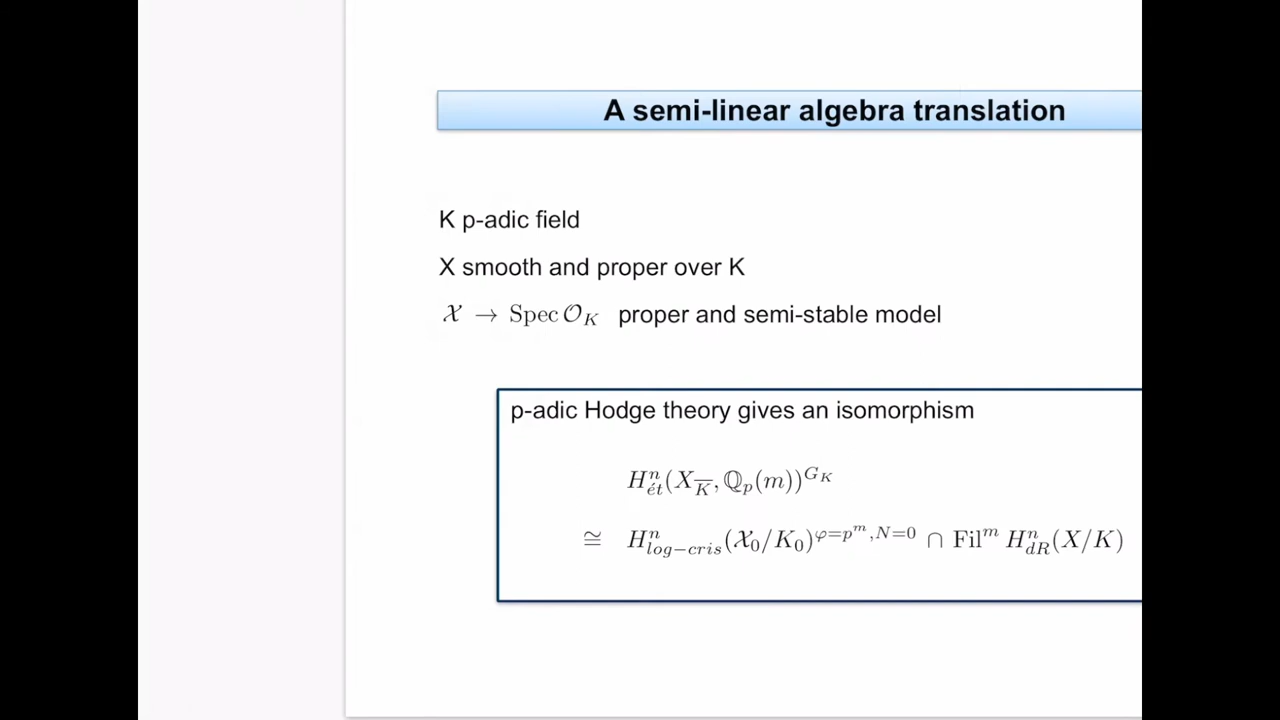 A semi-linear algebra translation
K p-adic field
X smooth and proper over K
𝒳 → Spec 𝒪_K proper and semi-stable model
p-adic Hodge theory gives an isomorphism
H^n_{ét}(X_{\overline{K}}, ℚ_p(m))^{G_K}
≅ H^n_{log-cris}(𝒳_0/K_0)^{φ=p^m, N=0} ∩ Fil^m H^n_{dR}(X/K)